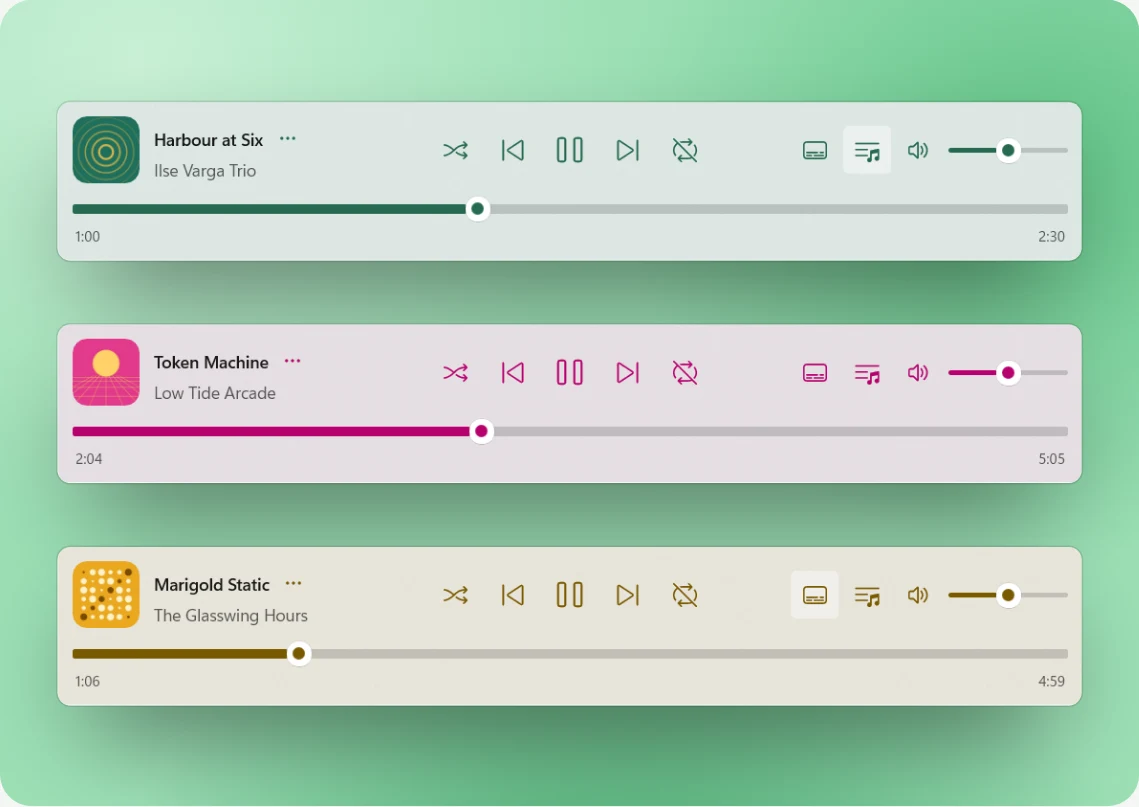 Harbour at Six
Ilse Varga Trio
1:00
2:30
Token Machine
Low Tide Arcade
2:04
5:05
Marigold Static
The Glasswing Hours
1:06
4:59